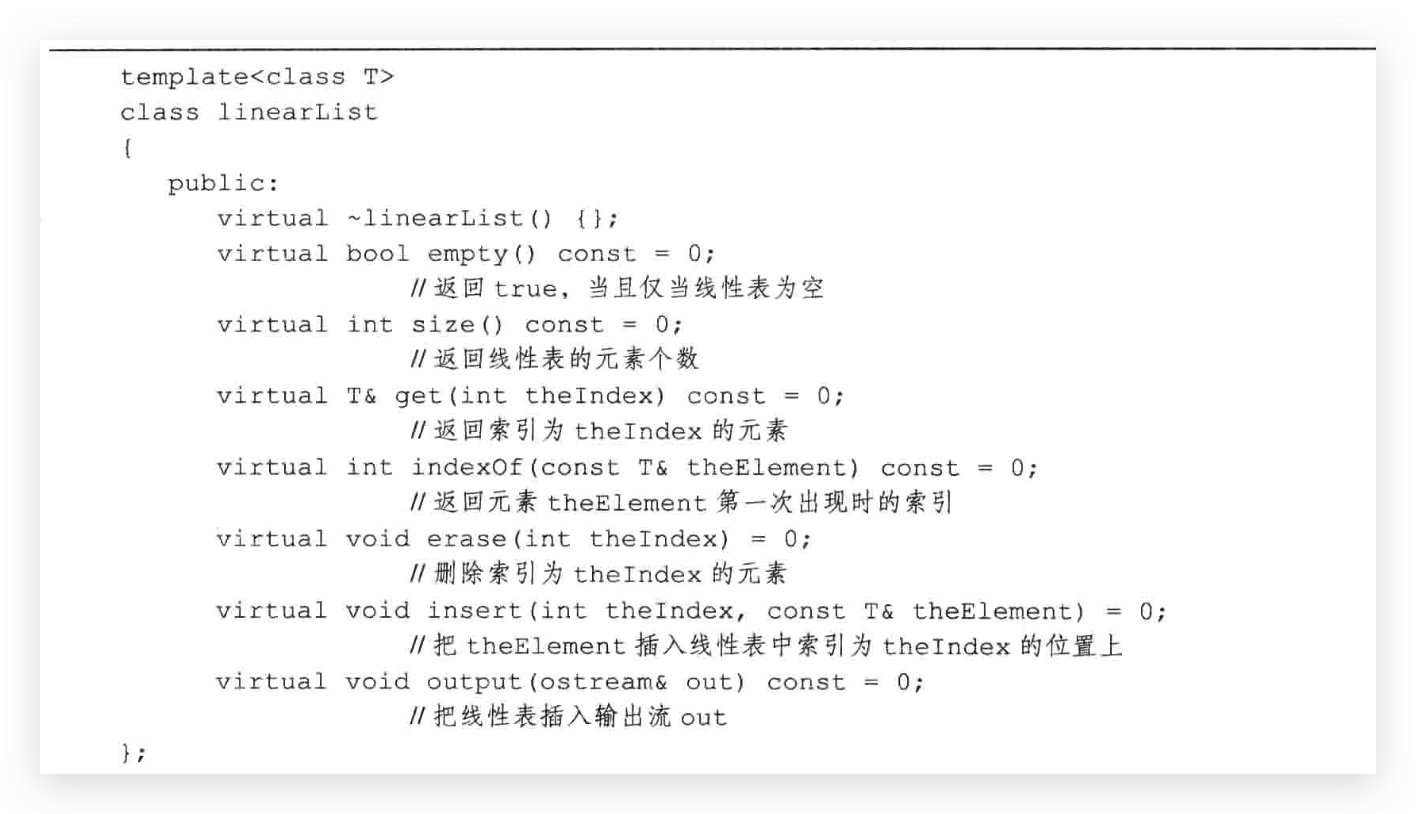 template<class T>
class linearList
{
public:
virtual ~linearList() {};
virtual bool empty() const = 0;
//返回 true，当且仅当线性表为空
virtual int size() const = 0;
//返回线性表的元素个数
virtual T& get(int theIndex) const = 0;
//返回索引为 theIndex 的元素
virtual int indexOf(const T& theElement) const = 0;
//返回元素 theElement 第一次出现时的索引
virtual void erase(int theIndex) = 0;
//删除索引为 theIndex 的元素
virtual void insert(int theIndex, const T& theElement) = 0;
//把 theElement 插入线性表中索引为 theIndex 的位置上
virtual void output(ostream& out) const = 0;
//把线性表插入输出流 out
};